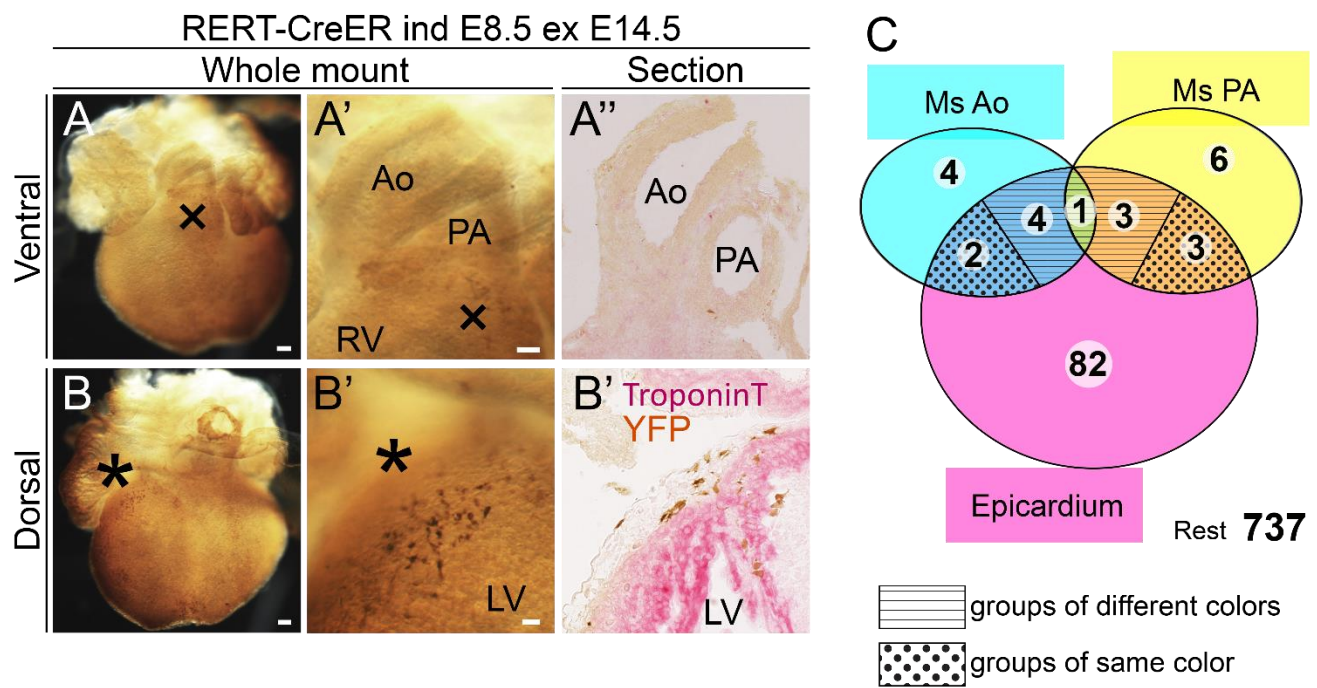 RERT-CreER ind E8.5 ex E14.5
Whole mount
Section
Ventral
A
A’
Ao
PA
RV
A’’
Ao
PA
Dorsal
B
B’
LV
B’
TroponinT
YFP
LV
C
Ms Ao
Ms PA
4
6
4
1
3
2
3
82
Epicardium
Rest 737
groups of different colors
groups of same color